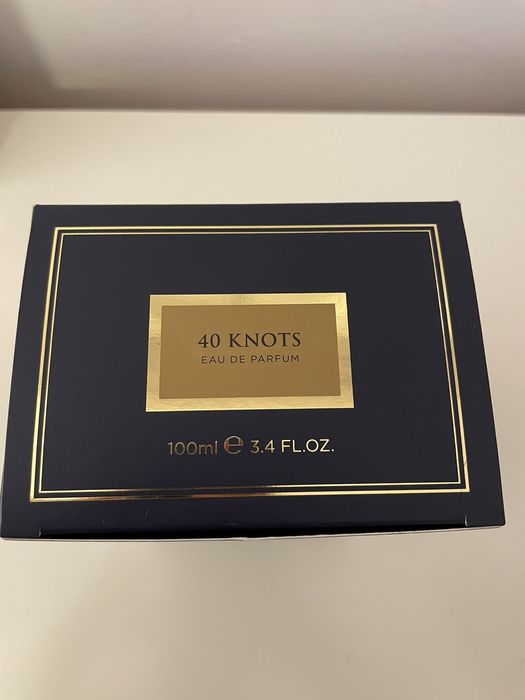 40 KNOTS
EAU DE PARFUM
100ml ℮ 3.4 FL.OZ.